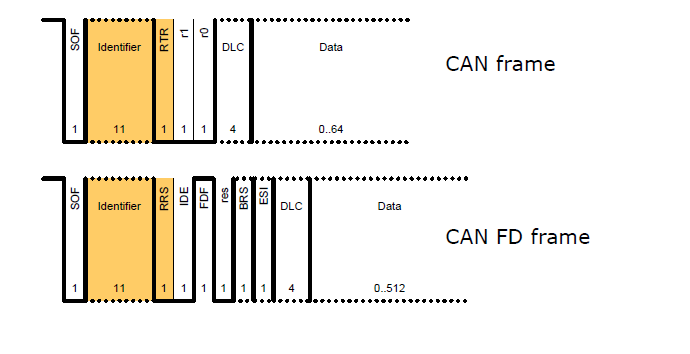 SOF
Identifier
RTR
r1
r0
DLC
Data
1
11
1
1
1
4
0..64
CAN frame
SOF
Identifier
RRS
IDE
FDF
res
BRS
ESI
DLC
Data
1
11
1
1
1
1
1
1
4
0..512
CAN FD frame